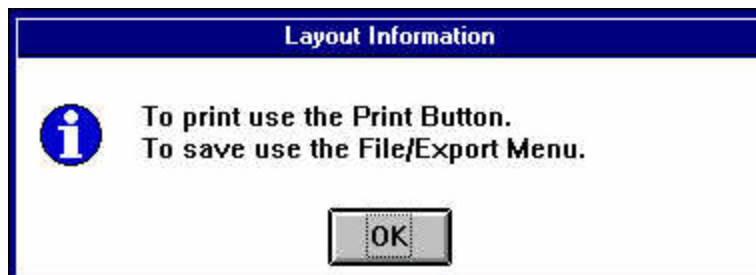 Layout Information
To print use the Print Button.
To save use the File/Export Menu.
OK